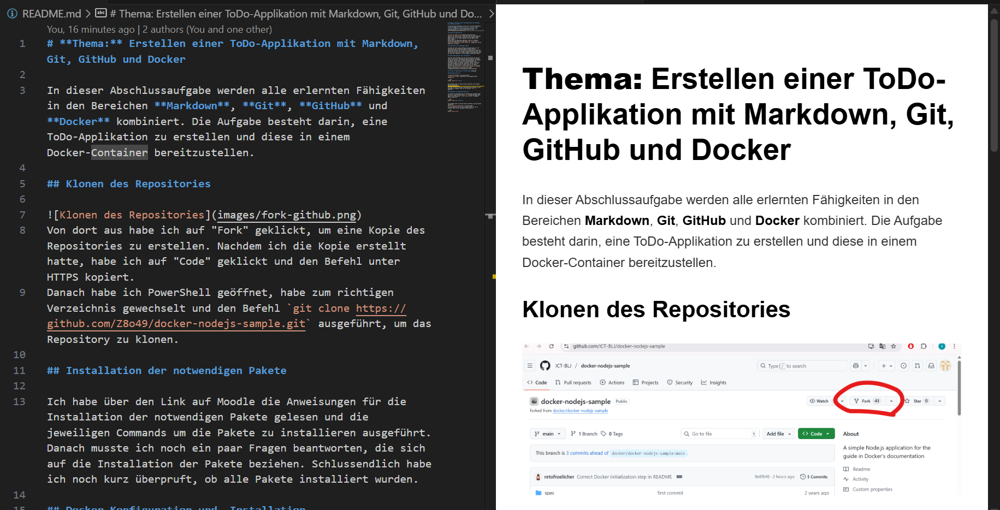 README.md > # Thema: Erstellen einer ToDo-Applikation mit Markdown, Git, GitHub und Do...
You, 16 minutes ago | 2 authors (You and one other)
1 # **Thema:** Erstellen einer ToDo-Applikation mit Markdown,
Git, GitHub und Docker
2
3 In dieser Abschlussaufgabe werden alle erlernten Fähigkeiten
in den Bereichen **Markdown**, **Git**, **GitHub** und
**Docker** kombiniert. Die Aufgabe besteht darin, eine
ToDo-Applikation zu erstellen und diese in einem
Docker-Container bereitzustellen.
4
5 ## Klonen des Repositories
6
7 ![Klonen des Repositories](images/fork-github.png)
8 Von dort aus habe ich auf "Fork" geklickt, um eine Kopie des
Repositories zu erstellen. Nachdem ich die Kopie erstellt
hatte, habe ich auf "Code" geklickt und den Befehl unter
HTTPS kopiert.
9 Danach habe ich PowerShell geöffnet, habe zum richtigen
Verzeichnis gewechselt und den Befehl `git clone https://
github.com/Z8o49/docker-nodejs-sample.git` ausgeführt, um das
Repository zu klonen.
10
11 ## Installation der notwendigen Pakete
12
13 Ich habe über den Link auf Moodle die Anweisungen für die
Installation der notwendigen Pakete gelesen und die
jeweiligen Commands um die Pakete zu installieren ausgeführt.
Danach musste ich noch ein paar Fragen beantworten, die sich
auf die Installation der Pakete beziehen. Schlussendlich habe
ich noch kurz überpruft, ob alle Pakete installiert wurden.
14
15 ## Docker Konfiguration und Installation
Thema: Erstellen einer ToDo-
Applikation mit Markdown, Git,
GitHub und Docker
In dieser Abschlussaufgabe werden alle erlernten Fähigkeiten in den
Bereichen Markdown, Git, GitHub und Docker kombiniert. Die Aufgabe
besteht darin, eine ToDo-Applikation zu erstellen und diese in einem
Docker-Container bereitzustellen.
Klonen des Repositories
github.com/ICT-BLJ/docker-nodejs-sample
ICT-BLJ / docker-nodejs-sample Type / to search
Code Pull requests Actions Projects Security Insights
docker-nodejs-sample Public Watch Fork 43 Star 0
forked from docker/docker-nodejs-sample
main 1 Branch 0 Tags Go to file t Add file Code About
A simple Node.js application for the
guide in Docker's documentation
This branch is 3 commits ahead of docker/docker-nodejs-sample:main .
Readme
retofroelicher Correct Docker initialization step in README 0e8f648 · 2 hours ago 5 Commits
Activity
Custom properties
spec first commit 2 years ago